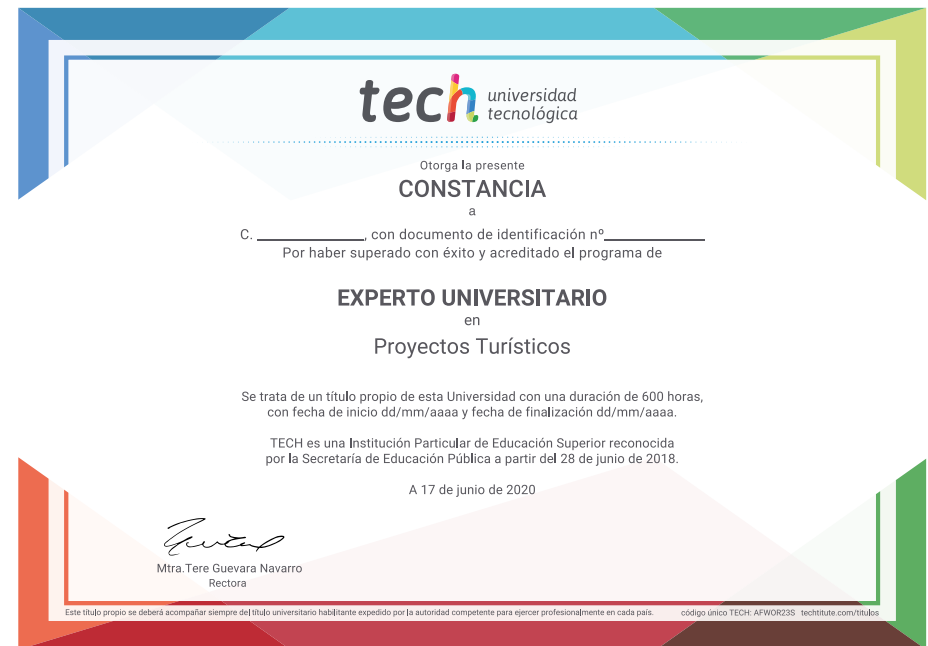 tech universidad
tecnológica
Otorga la presente
CONSTANCIA
a
C. ______________, con documento de identificación nº______________
Por haber superado con éxito y acreditado el programa de
EXPERTO UNIVERSITARIO
en
Proyectos Turísticos
Se trata de un título propio de esta Universidad con una duración de 600 horas,
con fecha de inicio dd/mm/aaaa y fecha de finalización dd/mm/aaaa.
TECH es una Institución Particular de Educación Superior reconocida
por la Secretaría de Educación Pública a partir del 28 de junio de 2018.
A 17 de junio de 2020
Mtra.Tere Guevara Navarro
Rectora
Este título propio se deberá acompañar siempre del título universitario habilitante expedido por la autoridad competente para ejercer profesionalmente en cada país. código único TECH: AFWOR23S techtitute.com/titulos